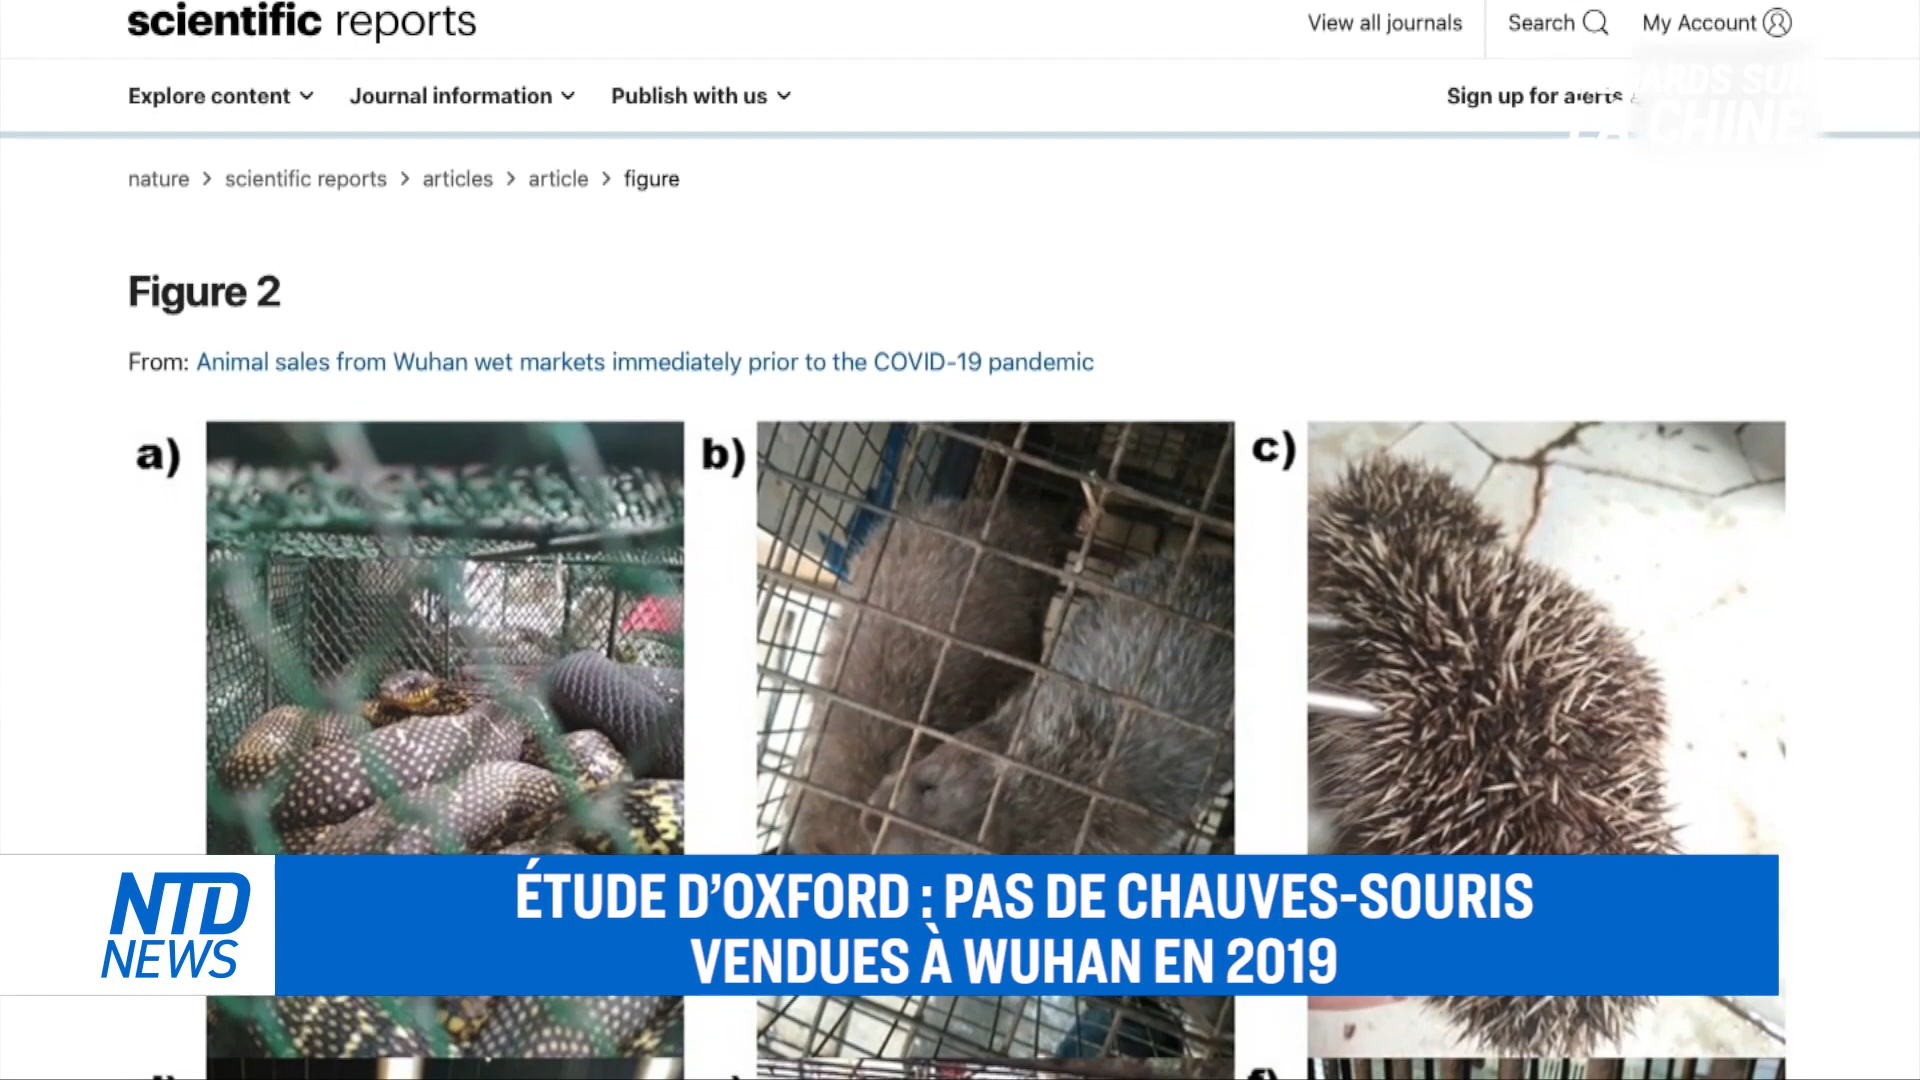 scientific reports
View all journals
Search
My Account
Explore content
Journal information
Publish with us
Sign up for alerts
LA CHINE
nature > scientific reports > articles > article > figure
Figure 2
From: Animal sales from Wuhan wet markets immediately prior to the COVID-19 pandemic
a)
b)
c)
NTD
NEWS
ÉTUDE D’OXFORD : PAS DE CHAUVES-SOURIS
VENDUES À WUHAN EN 2019